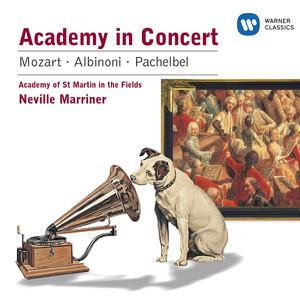 Academy in Concert
Mozart · Albinoni · Pachelbel
Academy of St Martin in the Fields
Neville Marriner
WARNER
CLASSICS